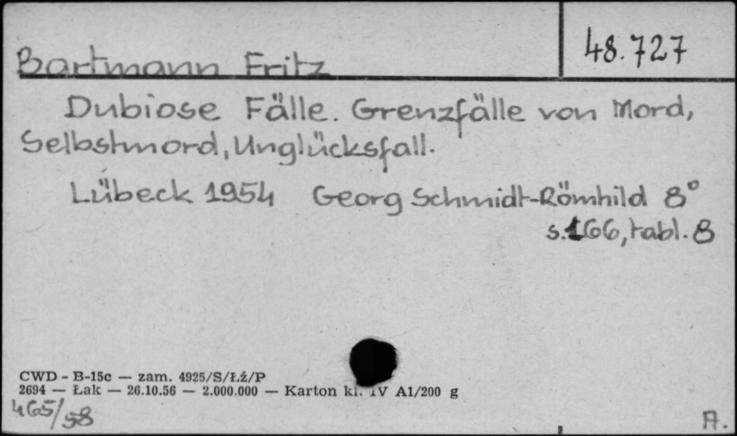 48.727
Bartmann Fritz
Dubiose Fälle. Grenzfälle von Mord,
Selbstmord, Unglücksfall.
Lübeck 1954 Georg Schmidt-Römhild 8°
s.166, tabl. 8
CWD - B-15c — zam. 4925/S/Łź/P
2694 — Łak — 26.10.56 — 2.000.000 — Karton kl. IV A1/200 g
465/58
A.